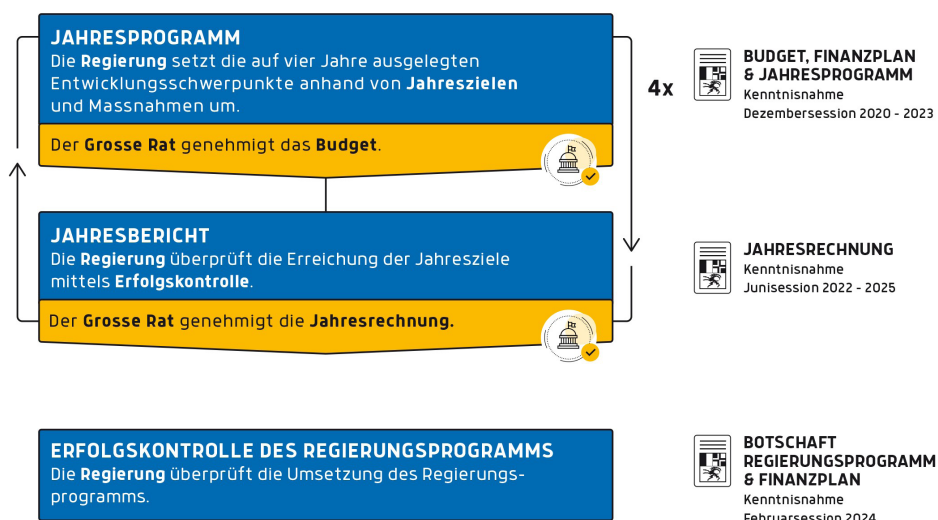 JAHRESPROGRAMM
Die Regierung setzt die auf vier Jahre ausgelegten
Entwicklungsschwerpunkte anhand von Jahreszielen
und Massnahmen um.
Der Grosse Rat genehmigt das Budget.
4x
BUDGET, FINANZPLAN
& JAHRESPROGRAMM
Kenntnisnahme
Dezembersession 2020 - 2023
JAHRESBERICHT
Die Regierung überprüft die Erreichung der Jahresziele
mittels Erfolgskontrolle.
Der Grosse Rat genehmigt die Jahresrechnung.
JAHRESRECHNUNG
Kenntnisnahme
Junisession 2022 - 2025
ERFOLGSKONTROLLE DES REGIERUNGSPROGRAMMS
Die Regierung überprüft die Umsetzung des Regierungs-
programms.
BOTSCHAFT
REGIERUNGSPROGRAMM
& FINANZPLAN
Kenntnisnahme
Februarsession 2024